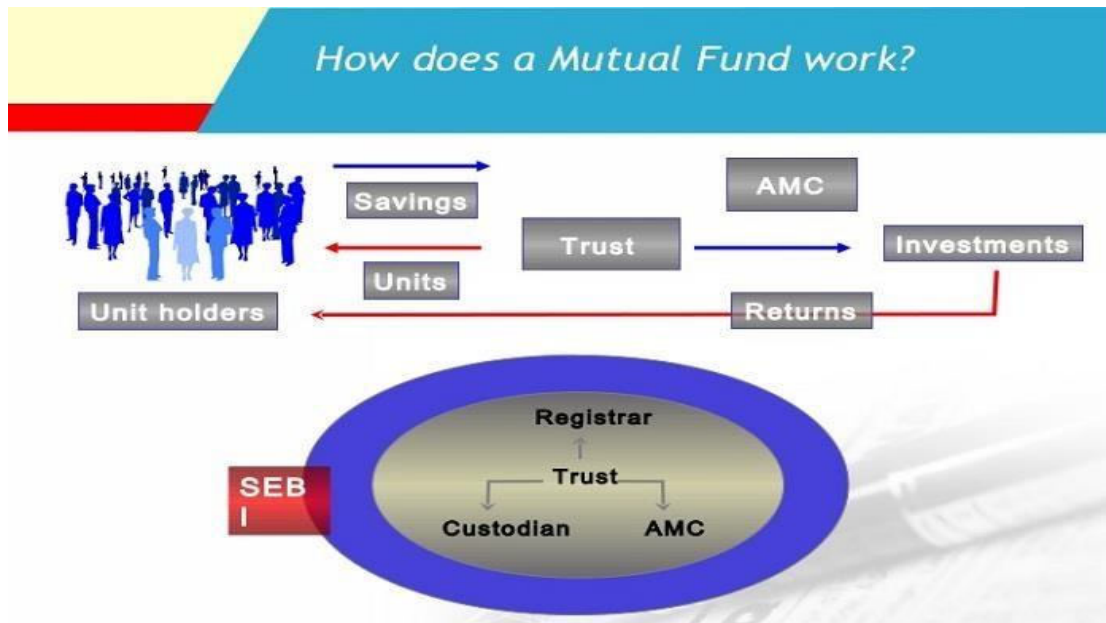 How does a Mutual Fund work?
AMC
Savings
Trust
Investments
Units
Unit holders
Returns
Registrar
Trust
SEB
I
Custodian
AMC